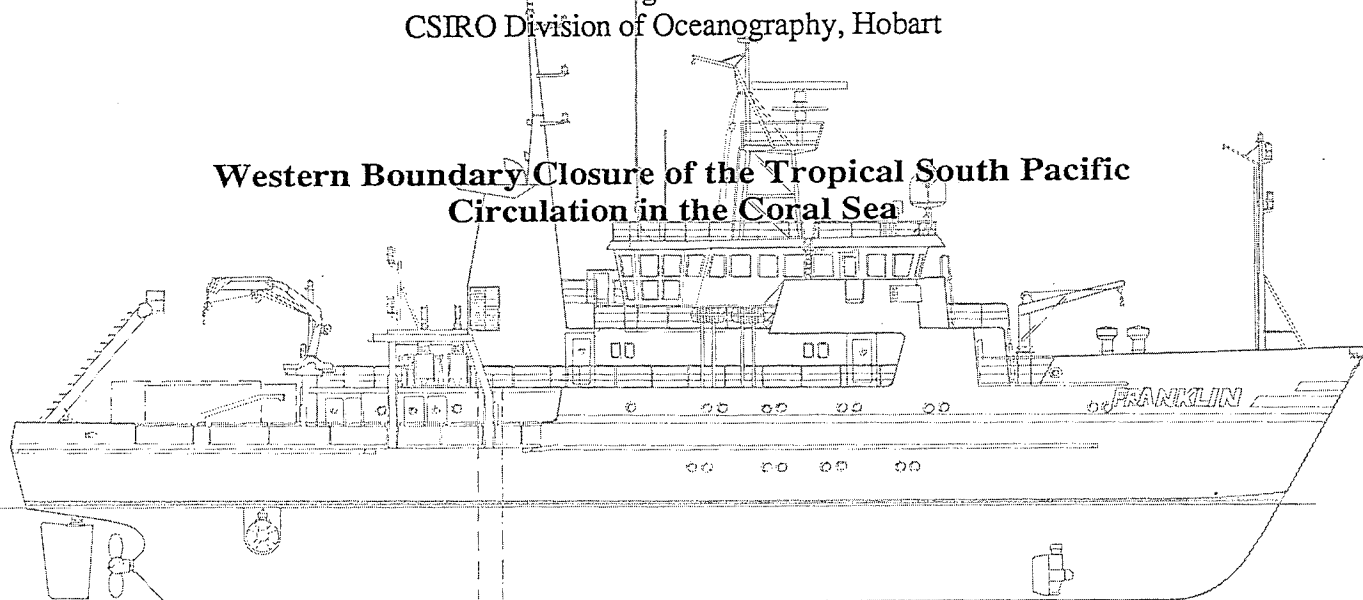 CSIRO Division of Oceanography, Hobart
Western Boundary Closure of the Tropical South Pacific
Circulation in the Coral Sea
FRANKLIN